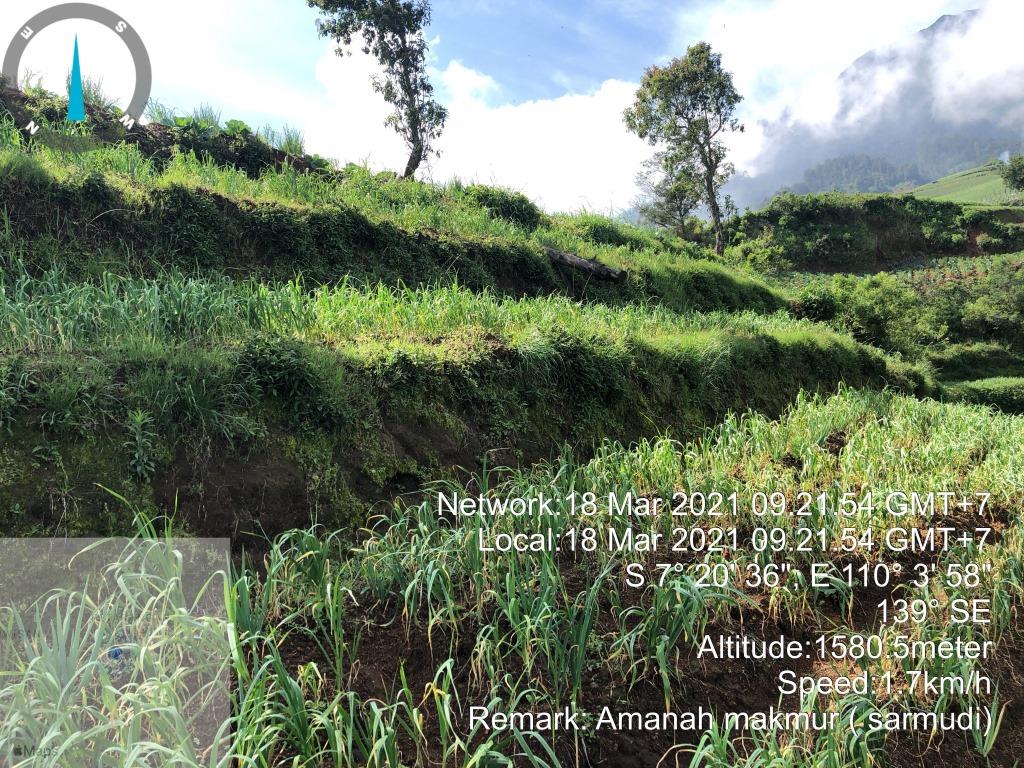 S
E
N
W
Network:18 Mar 2021 09.21.54 GMT+7
Local:18 Mar 2021 09.21.54 GMT+7
S 7° 20' 36", E 110° 3' 58"
139° SE
Altitude:1580.5meter
Speed:1.7km/h
Remark: Amanah makmur ( sarmudi)
Maps